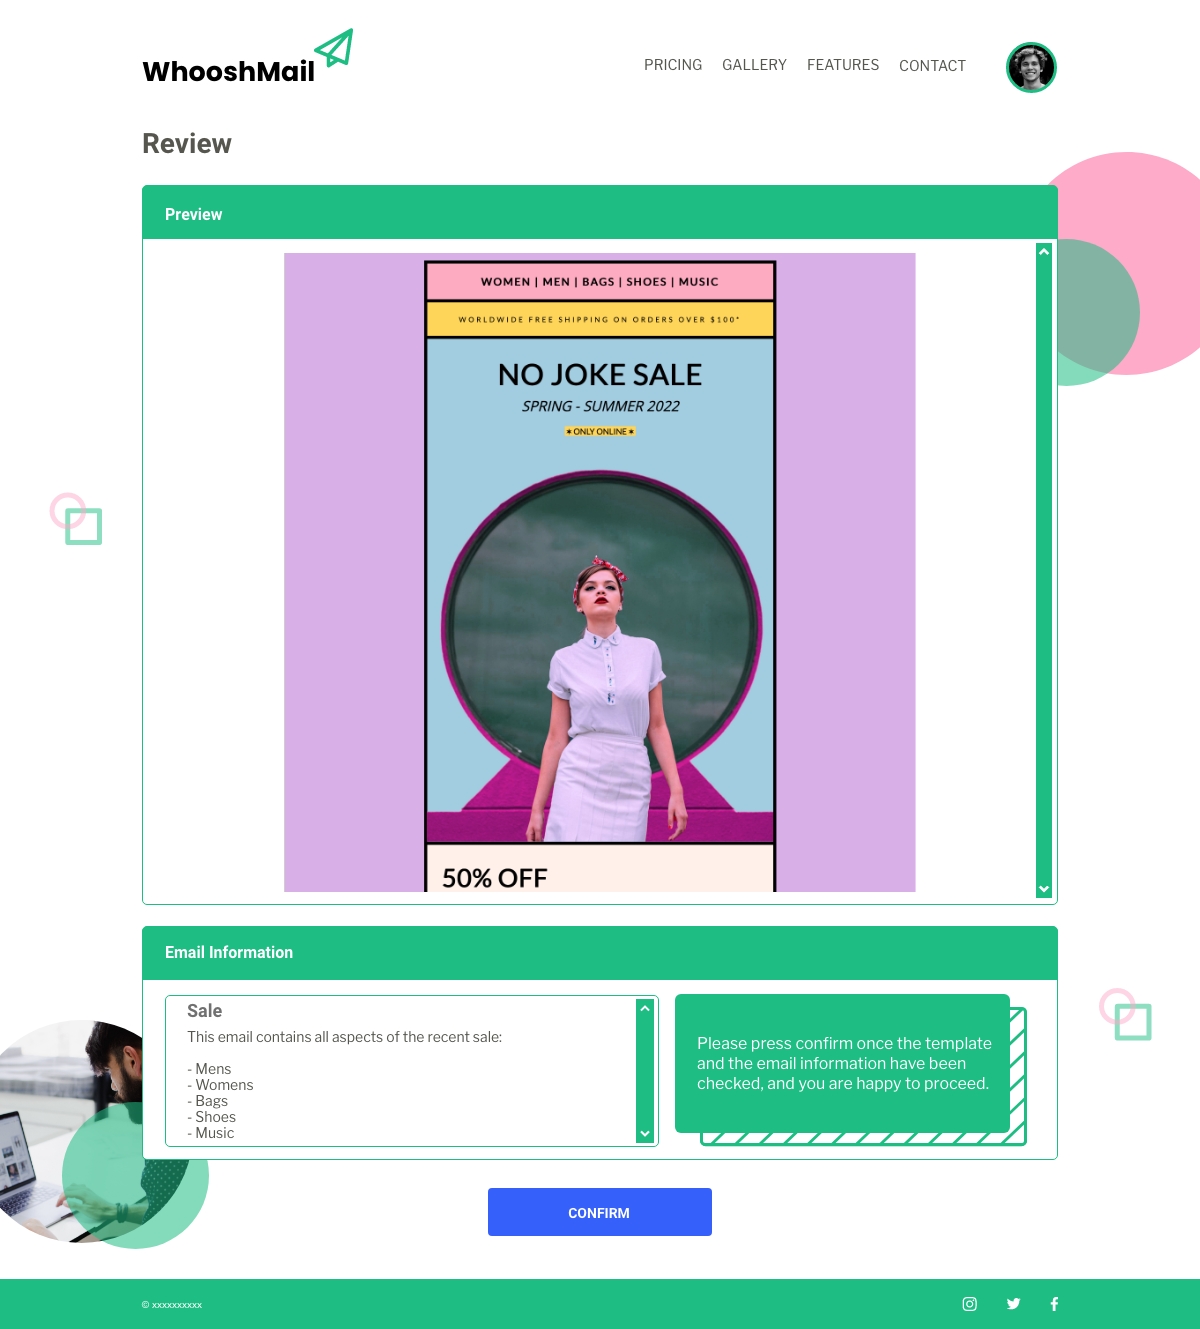 WhooshMail
PRICING GALLERY FEATURES CONTACT
Review
Preview
WOMEN | MEN | BAGS | SHOES | MUSIC
WORLDWIDE FREE SHIPPING ON ORDERS OVER $100*
NO JOKE SALE
SPRING - SUMMER 2022
✶ ONLY ONLINE ✶
50% OFF
Email Information
Sale
This email contains all aspects of the recent sale:
- Mens
- Womens
- Bags
- Shoes
- Music
Please press confirm once the template
and the email information have been
checked, and you are happy to proceed.
CONFIRM
© xxxxxxxxxx